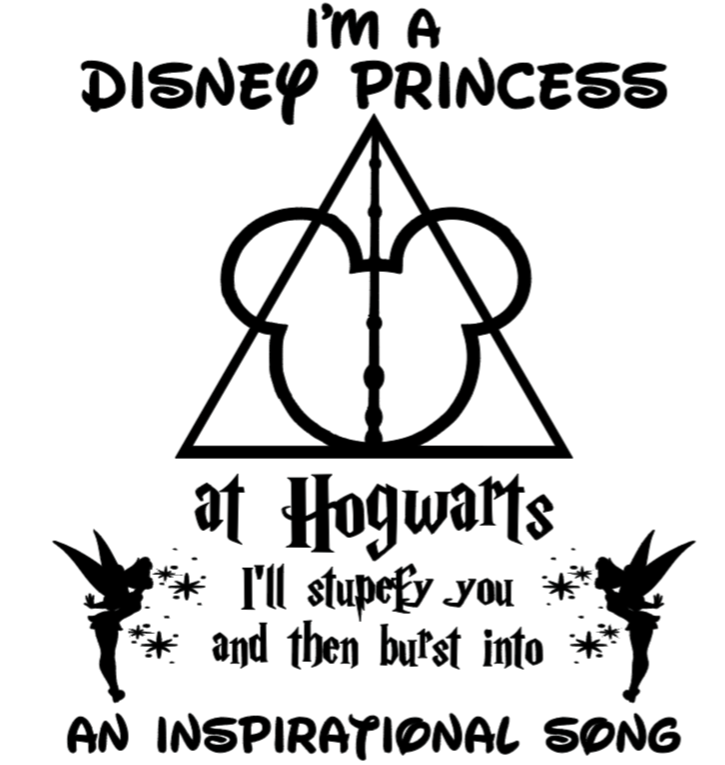 I'M A
DISNEY PRINCESS
at Hogwarts
I'll stupefy you
and then burst into
AN INSPIRATIONAL SONG